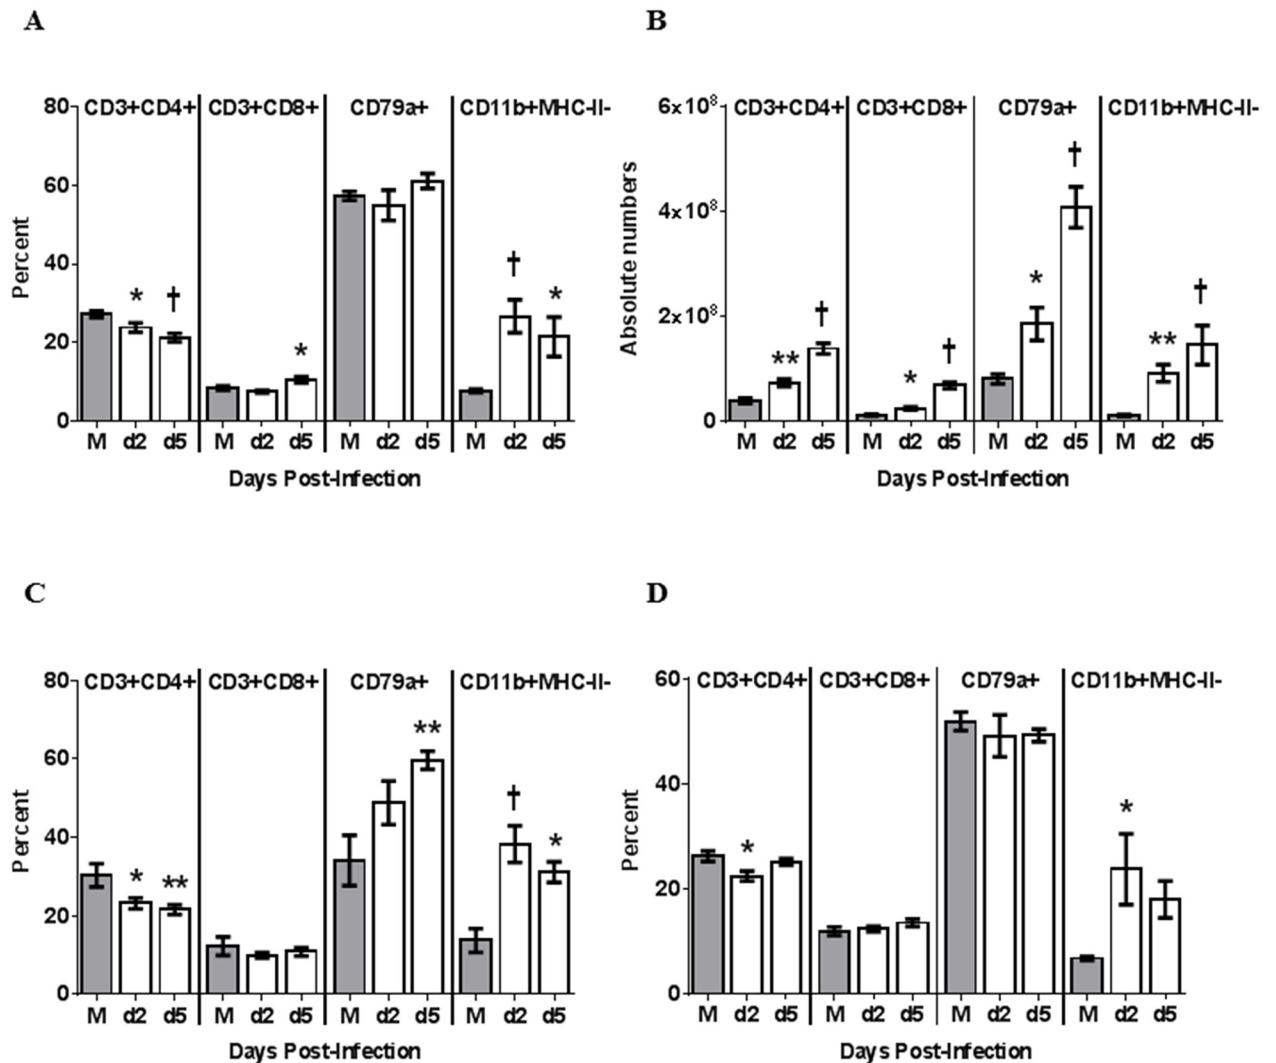 A
CD3+CD4+ CD3+CD8+ CD79a+ CD11b+MHC-II-
80
60
40
20
0
Percent
* † * † *
M d2 d5 M d2 d5 M d2 d5 M d2 d5
Days Post-Infection
B
CD3+CD4+ CD3+CD8+ CD79a+ CD11b+MHC-II-
6x10⁸
4x10⁸
2x10⁸
0
Absolute numbers
** † * † * † ** †
M d2 d5 M d2 d5 M d2 d5 M d2 d5
Days Post-Infection
C
CD3+CD4+ CD3+CD8+ CD79a+ CD11b+MHC-II-
80
60
40
20
0
Percent
* ** ** † *
M d2 d5 M d2 d5 M d2 d5 M d2 d5
Days Post-Infection
D
CD3+CD4+ CD3+CD8+ CD79a+ CD11b+MHC-II-
60
40
20
0
Percent
* *
M d2 d5 M d2 d5 M d2 d5 M d2 d5
Days Post-Infection